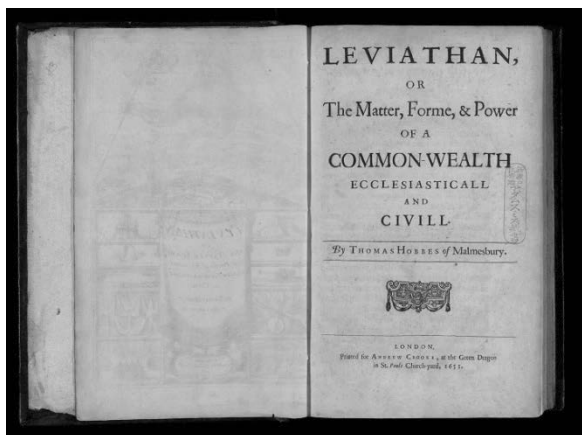 LEVIATHAN,
OR
The Matter, Forme, & Power
OF A
COMMON-WEALTH
ECCLESIASTICALL
AND
CIVILL.
By THOMAS HOBBES of Malmesbury.
LONDON,
Printed for ANDREW CROOKE, at the Green Dragon
in St. Pauls Church-yard, 1651.